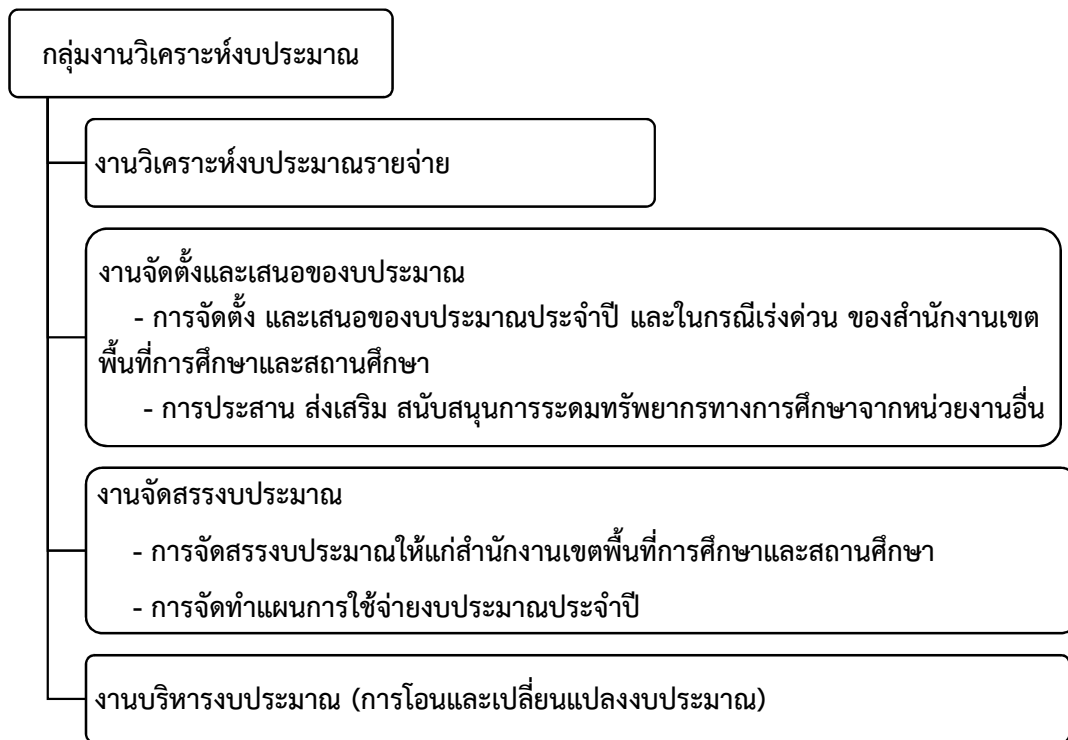 กลุ่มงานวิเคราะห์งบประมาณ
งานวิเคราะห์งบประมาณรายจ่าย
งานจัดตั้งและเสนอของบประมาณ
- การจัดตั้ง และเสนอของบประมาณประจำปี และในกรณีเร่งด่วน ของสำนักงานเขต
พื้นที่การศึกษาและสถานศึกษา
- การประสาน ส่งเสริม สนับสนุนการระดมทรัพยากรทางการศึกษาจากหน่วยงานอื่น
งานจัดสรรงบประมาณ
- การจัดสรรงบประมาณให้แก่สำนักงานเขตพื้นที่การศึกษาและสถานศึกษา
- การจัดทำแผนการใช้จ่ายงบประมาณประจำปี
งานบริหารงบประมาณ (การโอนและเปลี่ยนแปลงงบประมาณ)